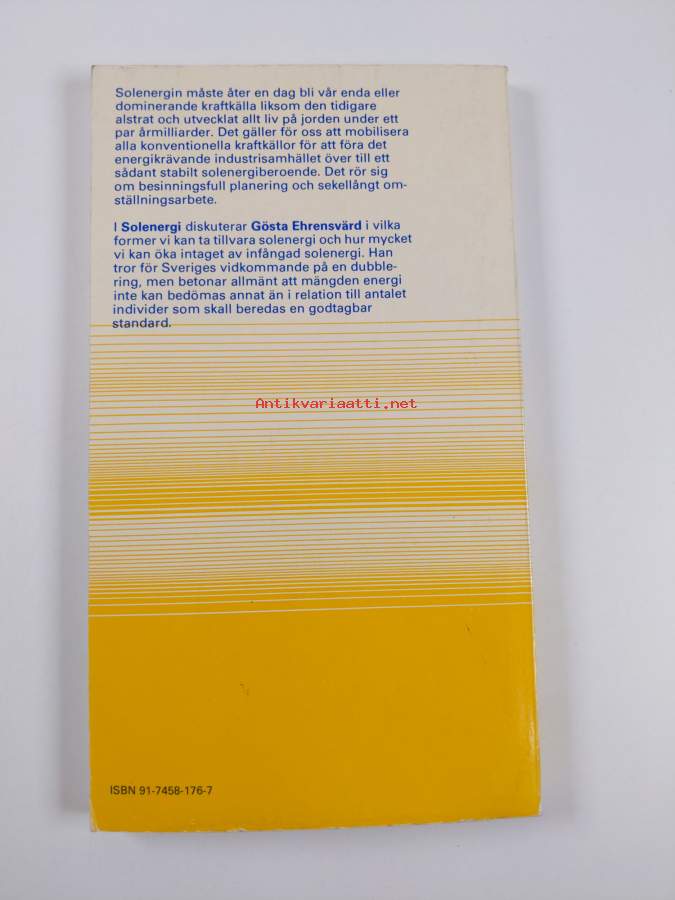 Solenergin måste åter en dag bli vår enda eller
dominerande kraftkälla liksom den tidigare
alstrat och utvecklat allt liv på jorden under ett
par årmilliarder. Det gäller för oss att mobilisera
alla konventionella kraftkällor för att föra det
energikrävande industrisamhället över till ett
sådant stabilt solenergiberoende. Det rör sig
om besinningsfull planering och sekellångt om-
ställningsarbete.
I Solenergi diskuterar Gösta Ehrensvärd i vilka
former vi kan ta tillvara solenergi och hur mycket
vi kan öka intaget av infångad solenergi. Han
tror för Sveriges vidkommande på en dubble-
ring, men betonar allmänt att mängden energi
inte kan bedömas annat än i relation till antalet
individer som skall beredas en godtagbar
standard.
Antikvariaatti.net
ISBN 91-7458-176-7